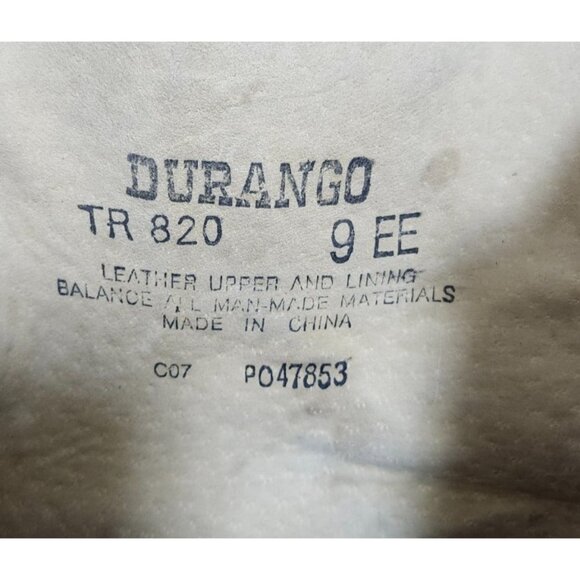 DURANGO
TR 820 9 EE
LEATHER UPPER AND LINING
BALANCE ALL MAN-MADE MATERIALS
MADE IN CHINA
C07 PO47853